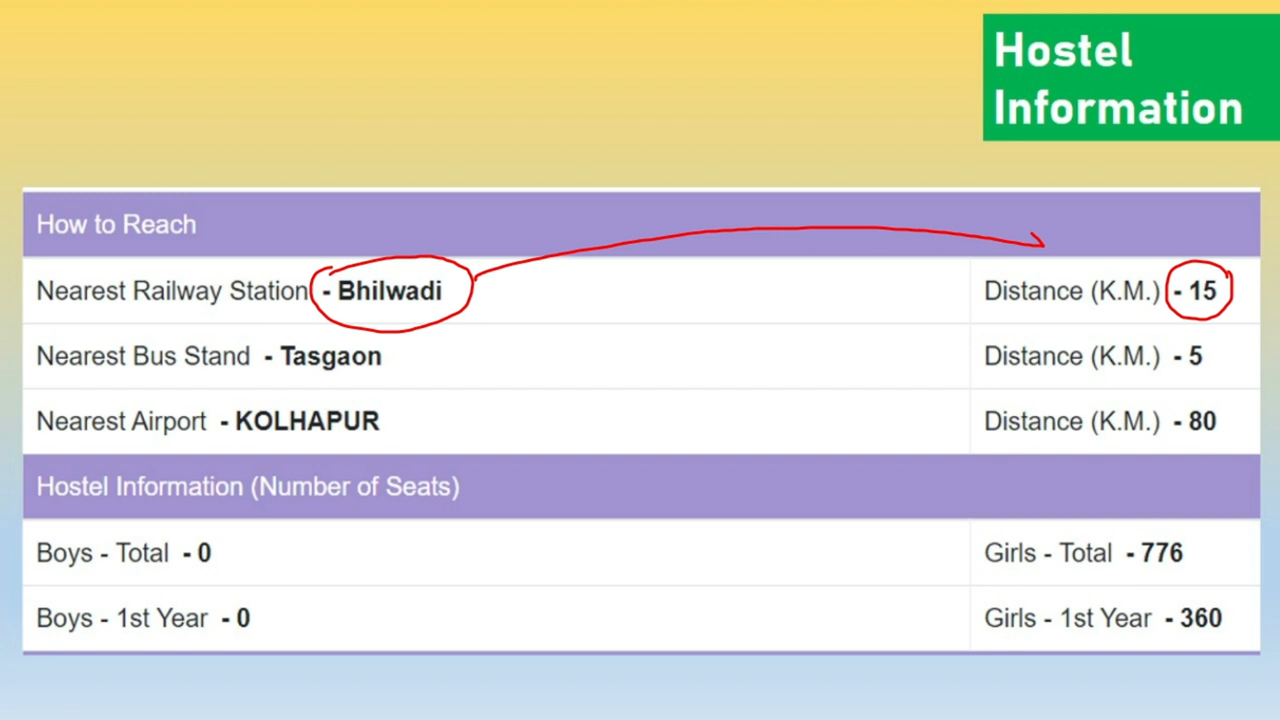 Hostel
Information
How to Reach
Nearest Railway Station - Bhilwadi Distance (K.M.) - 15
Nearest Bus Stand - Tasgaon Distance (K.M.) - 5
Nearest Airport - KOLHAPUR Distance (K.M.) - 80
Hostel Information (Number of Seats)
Boys - Total - 0 Girls - Total - 776
Boys - 1st Year - 0 Girls - 1st Year - 360